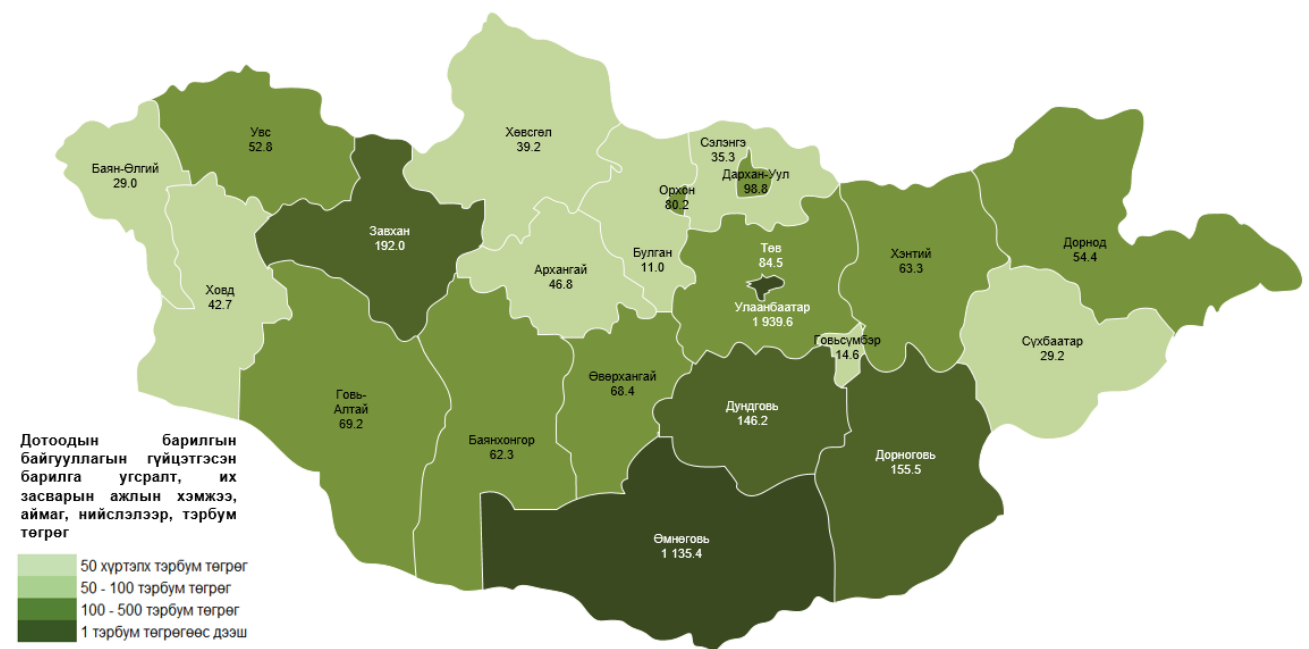 Увс
52.8
Хөвсгөл
39.2
Сэлэнгэ
35.3
Дархан-Уул
98.8
Баян-Өлгий
29.0
Орхон
80.2
Завхан
192.0
Дорнод
54.4
Төв
84.5
Хэнтий
63.3
Булган
11.0
Архангай
46.8
Ховд
42.7
Улаанбаатар
1 939.6
Говьсүмбэр
14.6
Сүхбаатар
29.2
Өвөрхангай
68.4
Говь-
Алтай
69.2
Дундговь
146.2
Баянхонгор
62.3
Дорноговь
155.5
Өмнөговь
1 135.4
Дотоодын барилгын
байгууллагын гүйцэтгэсэн
барилга угсралт, их
засварын ажлын хэмжээ,
аймаг, нийслэлээр, тэрбум
төгрөг
50 хүртэлх тэрбум төгрөг
50 - 100 тэрбум төгрөг
100 - 500 тэрбум төгрөг
1 тэрбум төгрөгөөс дээш